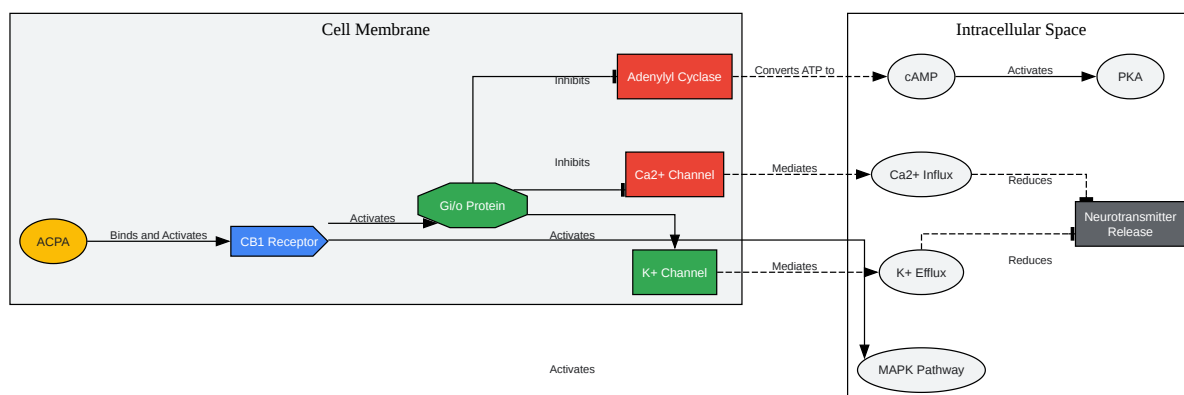 Cell Membrane
Intracellular Space
Inhibits
Adenylyl Cyclase
Converts ATP to
cAMP
Activates
PKA
Inhibits
Ca2+ Channel
Mediates
Ca2+ Influx
Reduces
Gi/o Protein
Neurotransmitter
Release
ACPA
Binds and Activates
CB1 Receptor
Activates
Activates
K+ Channel
Mediates
K+ Efflux
Reduces
Activates
MAPK Pathway